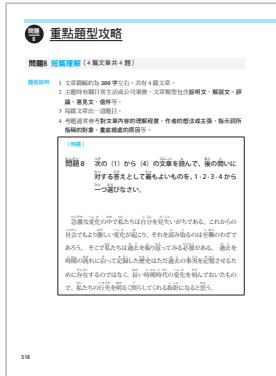 問題8 重點題型攻略
問題8 短篇理解（4 篇文章共 4 題）
題型說明
1 文章篇幅約為 200 字左右，共有 4 篇文章。
2 主題時有關日常生活或公司業務，文章類型包含說明文、解說文、評
論、意見文、信件等。
3 每篇文章出一道題目。
4 考題通常會考對文章內容的理解程度、作者的想法或主張、指示詞所
指稱的對象、畫底線處的原因等。
（例題）
問題8 次の（1）から（4）の文章を読んで、後の問いに
対する答えとして最もよいものを、1・2・3・4 から
一つ選びなさい。
急激な変化の中で私たちは自分を見失いがちである。これからの
社会でもより激しい変化が起こり、それを読み取るのは至難のわざで
あろう。そこで私たちは過去を振り返ってみる必要がある。過去を
時間の流れに沿って記録した歴史はただ過去の事実を記憶させるた
めに存在するのではなく、長い時間時代の変化を刻んでおいたもの
で、私たちの行先を明るく照らしてくれる指針になると思う。
518